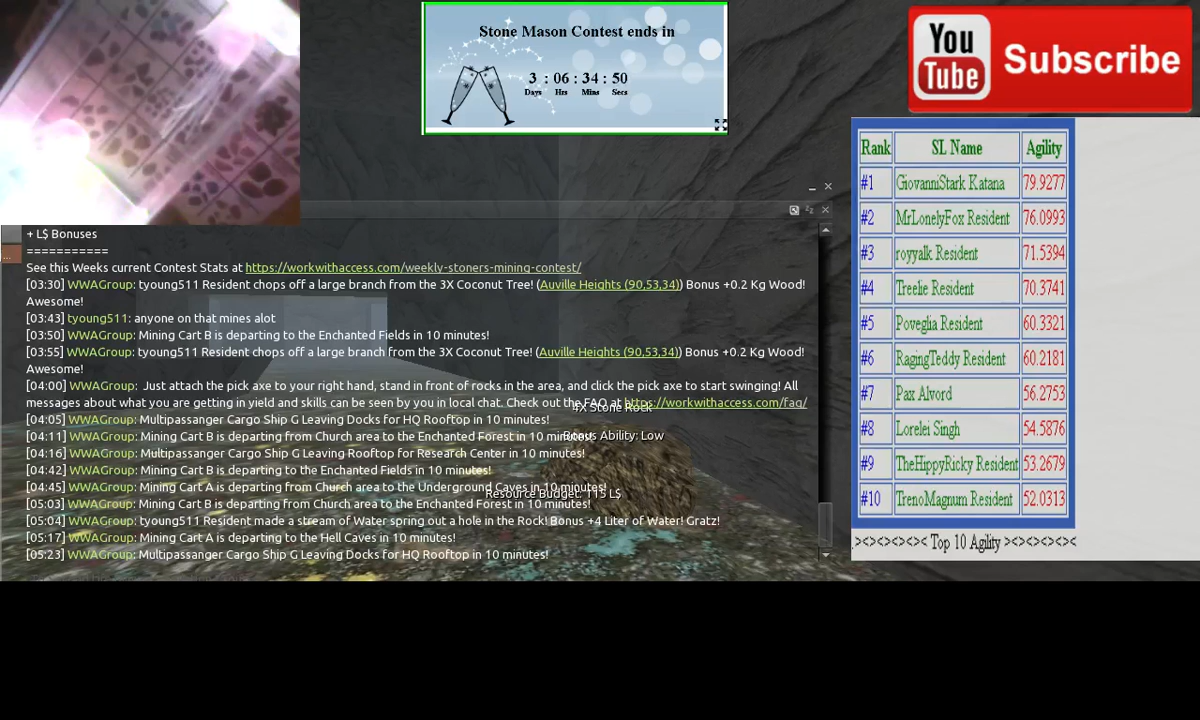 Stone Mason Contest ends in
3 : 06 : 34 : 50
Days Hrs Mins Secs
You
Tube
Subscribe
+ L$ Bonuses
===========
See this Weeks current Contest Stats at https://workwithaccess.com/weekly-stoners-mining-contest/
[03:30] WWAGroup: tyoung511 Resident chops off a large branch from the 3X Coconut Tree! (Auville Heights (90,53,34)) Bonus +0.2 Kg Wood!
Awesome!
[03:43] tyoung511: anyone on that mines alot
[03:50] WWAGroup: Mining Cart B is departing to the Enchanted Fields in 10 minutes!
[03:55] WWAGroup: tyoung511 Resident chops off a large branch from the 3X Coconut Tree! (Auville Heights (90,53,34)) Bonus +0.2 Kg Wood!
Awesome!
[04:00] WWAGroup: Just attach the pick axe to your right hand, stand in front of rocks in the area, and click the pick axe to start swinging! All
messages about what you are getting in yield and skills can be seen by you in local chat. Check out the FAQ at https://workwithaccess.com/faq/
4X Stone Rock
[04:05] WWAGroup: Multipassenger Cargo Ship G Leaving Docks for HQ Rooftop in 10 minutes!
[04:11] WWAGroup: Mining Cart B is departing from Church area to the Enchanted Forest in 10 minutes!
Bonus Ability: Low
[04:16] WWAGroup: Multipassanger Cargo Ship G Leaving Rooftop for Research Center in 10 minutes!
[04:42] WWAGroup: Mining Cart B is departing to the Enchanted Fields in 10 minutes!
[04:45] WWAGroup: Mining Cart A is departing from Church area to the Underground Caves in 10 minutes!
Resource Budget: 115 L$
[05:03] WWAGroup: Mining Cart B is departing from Church area to the Enchanted Forest in 10 minutes!
[05:04] WWAGroup: tyoung511 Resident made a stream of Water spring out a hole in the Rock! Bonus +4 Liter of Water! Gratz!
[05:17] WWAGroup: Mining Cart A is departing to the Hell Caves in 10 minutes!
[05:23] WWAGroup: Multipassanger Cargo Ship G Leaving Docks for HQ Rooftop in 10 minutes!
Rank SL Name Agility
#1 GiovanniStark Katana 79.9277
#2 MrLonelyFox Resident 76.0993
#3 royyalk Resident 71.5394
#4 Treelie Resident 70.3741
#5 Poveglia Resident 60.3321
#6 RagingTeddy Resident 60.2181
#7 Pax Alvord 56.2753
#8 Lorelei Singh 54.5876
#9 TheHippyRicky Resident 53.2679
#10 TrenoMagnum Resident 52.0313
.><><><><>< Top 10 Agility ><><><><><